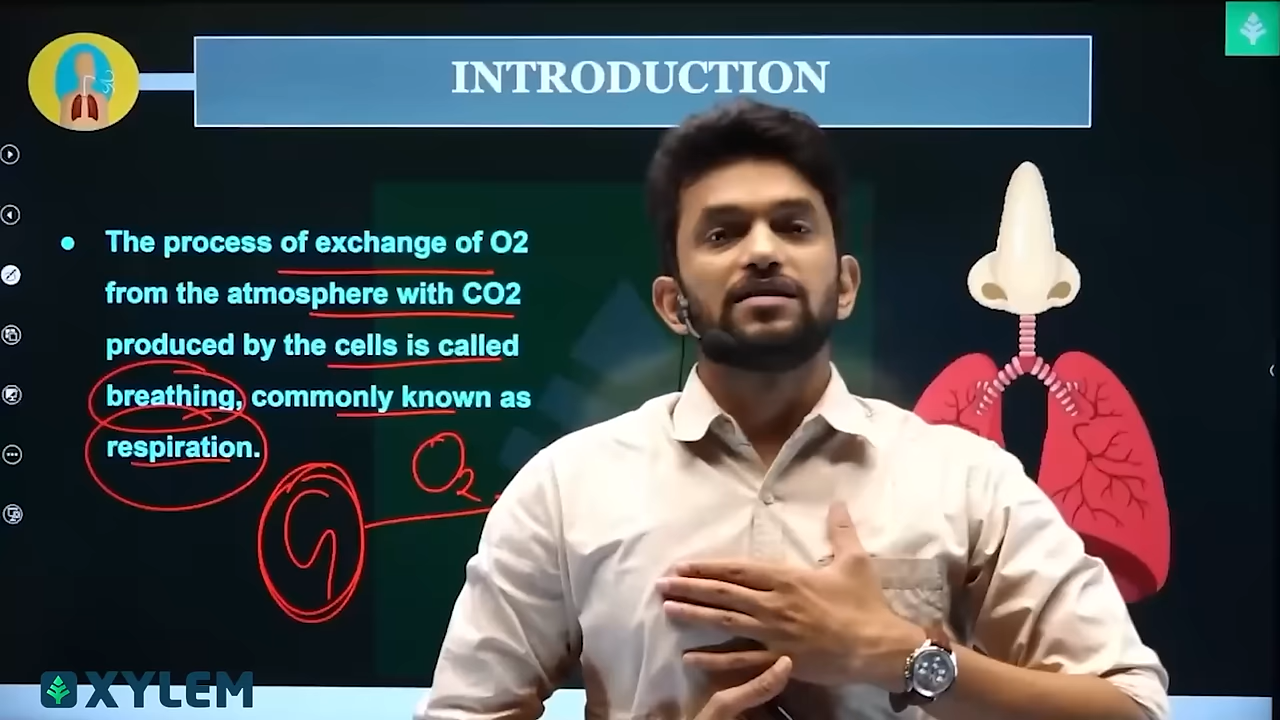 INTRODUCTION
The process of exchange of O2
from the atmosphere with CO2
produced by the cells is called
breathing, commonly known as
respiration.
O2
G
XYLEM